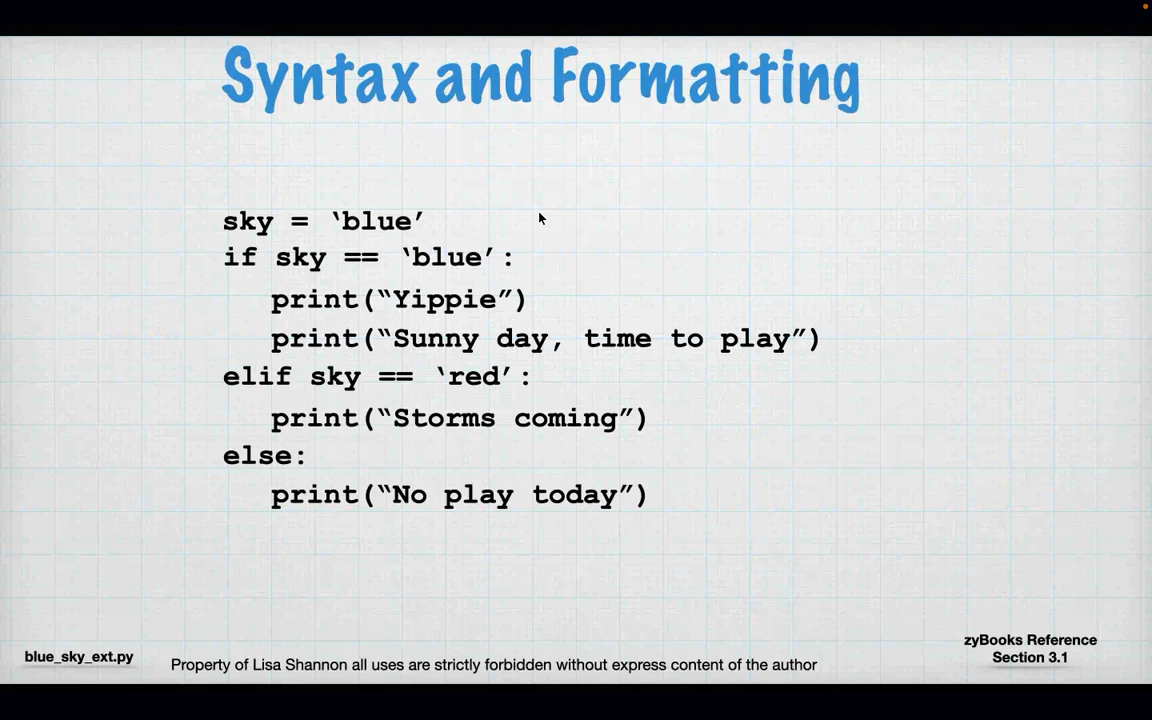 Syntax and Formatting
sky = ‘blue’
if sky == ‘blue’:
print(“Yippie”)
print(“Sunny day, time to play”)
elif sky == ‘red’:
print(“Storms coming”)
else:
print(“No play today”)
zyBooks Reference
Section 3.1
blue_sky_ext.py
Property of Lisa Shannon all uses are strictly forbidden without express content of the author